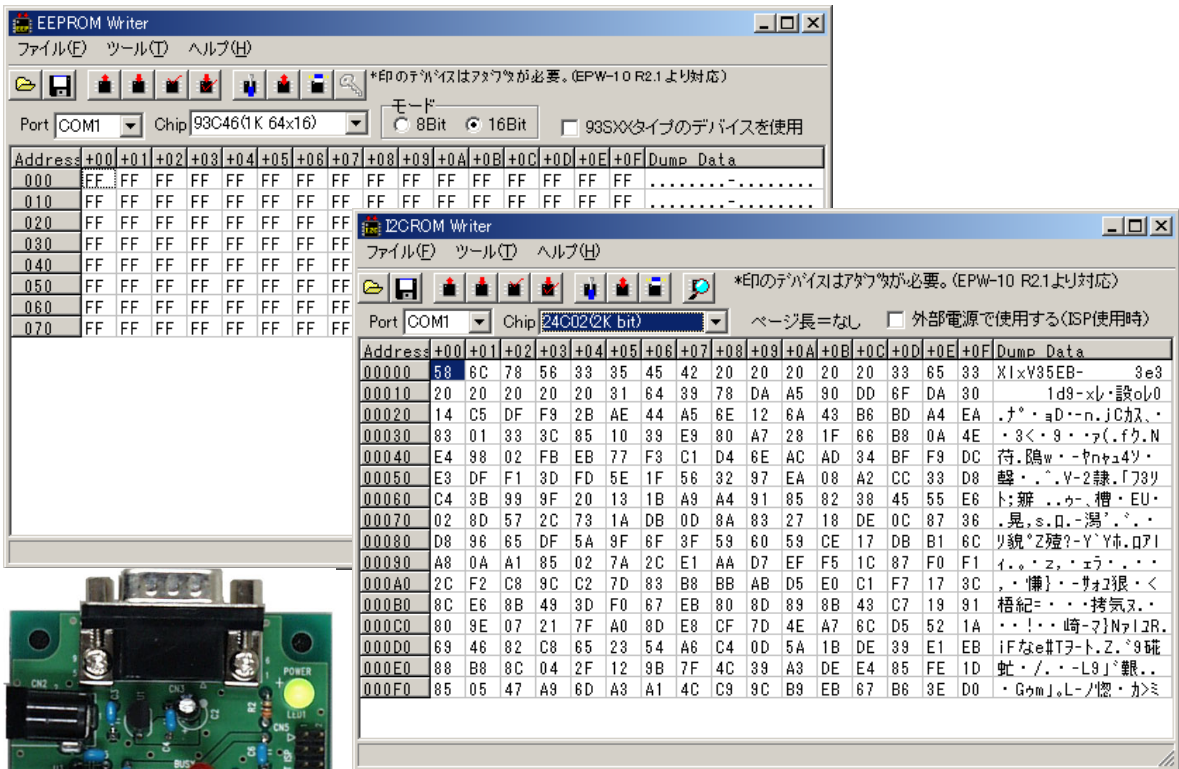 EEPROM Writer
ファイル(F) ツール(T) ヘルプ(H)
*印のデバイスはアダプタが必要。(EPW-10 R2.1より対応)
モード
Port COM1 Chip 93C46(1K 64x16) 8Bit 16Bit 93SXXタイプのデバイスを使用
Address +00 +01 +02 +03 +04 +05 +06 +07 +08 +09 +0A +0B +0C +0D +0E +0F Dump Data
000 FF FF FF FF FF FF FF FF FF FF FF FF FF FF FF FF ........-........
010 FF FF FF FF FF FF FF FF FF FF FF FF FF FF FF FF ........-........
020 FF FF FF FF FF FF FF FF
030 FF FF FF FF FF FF FF FF
040 FF FF FF FF FF FF FF FF
050 FF FF FF FF FF FF FF FF
060 FF FF FF FF FF FF FF FF
070 FF FF FF FF FF FF FF FF
I2CROM Writer
ファイル(F) ツール(T) ヘルプ(H)
*印のデバイスはアダプタが必要。(EPW-10 R2.1より対応)
Port COM1 Chip 24C02(2K bit) ページ長=なし 外部電源で使用する(ISP使用時)
Address +00 +01 +02 +03 +04 +05 +06 +07 +08 +09 +0A +0B +0C +0D +0E +0F Dump Data
00000 58 6C 78 56 33 35 45 42 20 20 20 20 20 33 65 33 XlxV35EB- 3e3
00010 20 20 20 20 20 31 64 39 78 DA A5 90 DD 6F DA 30 1d9-xレ・設oレ0
00020 14 C5 DF F9 2B AE 44 A5 6E 12 6A 43 B6 BD A4 EA
00030 83 01 33 3C 85 10 39 E9 80 A7 28 1F 66 B8 0A 4E
00040 E4 98 02 FB EB 77 F3 C1 D4 6E AC AD 34 BF F9 DC
00050 E3 DF F1 3D FD 5E 1F 56 32 97 EA 08 A2 CC 33 D8
00060 C4 3B 99 9F 20 13 1B A9 A4 91 85 82 38 45 55 E6
00070 02 8D 57 2C 73 1A DB 0D 8A 83 27 18 DE 0C 87 36
00080 D8 96 65 DF 5A 9F 6F 3F 59 60 59 CE 17 DB B1 6C
00090 A8 0A A1 85 02 7A 2C E1 AA D7 EF F5 1C 87 F0 F1
000A0 2C F2 C8 9C C2 7D 83 B8 BB AB D5 E0 C1 F7 17 3C
000B0 8C E6 8B 49 3D F0 67 EB 80 8D 89 8B 48 C7 19 91
000C0 80 9E 07 21 7F A0 8D E8 CF 7D 4E A7 6C D5 52 1A
000D0 69 46 82 C8 65 23 54 A6 C4 0D 5A 1B DE 39 E1 EB
000E0 88 B8 8C 04 2F 12 9B 7F 4C 39 A3 DE E4 85 FE 1D
000F0 85 05 47 A9 6D A3 A1 4C C9 9C B9 EB 67 B6 3E D0
POWER
LED1
CN2
C3
U1
CN3
C2
R2
CN5
C4
C6
ISP
BUSY